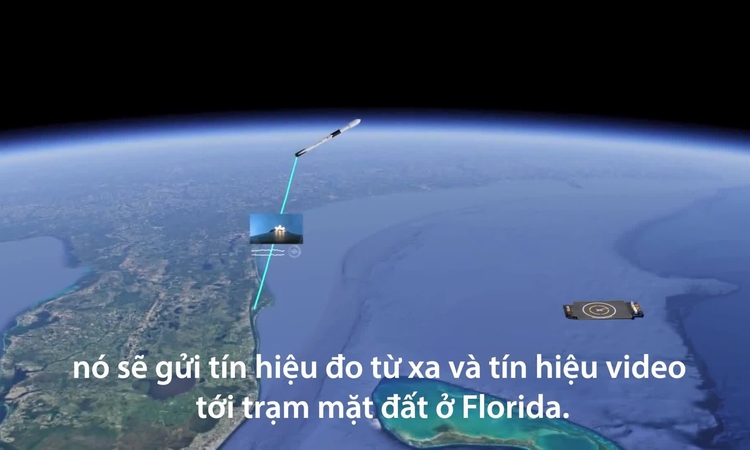 nó sẽ gửi tín hiệu đo từ xa và tín hiệu video
tới trạm mặt đất ở Florida.